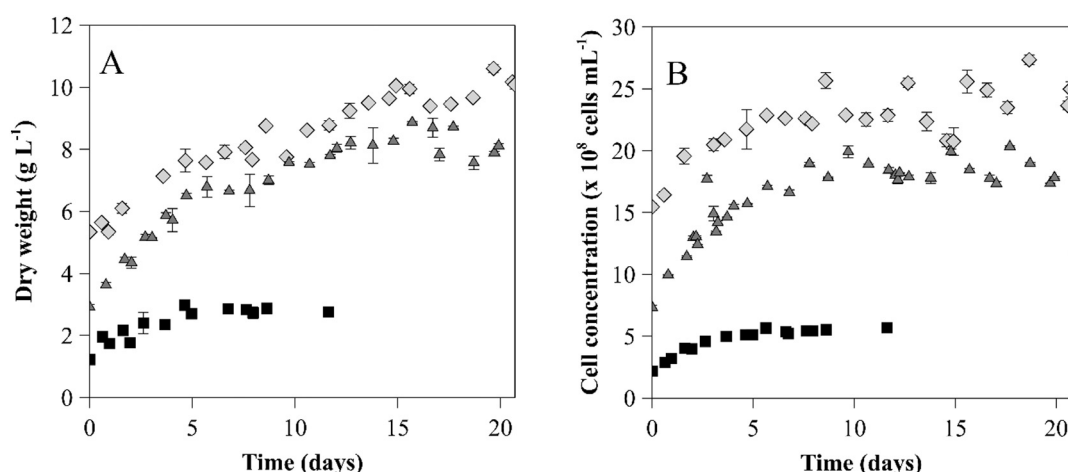 A
Dry weight (g L⁻¹)
12
10
8
6
4
2
0
0 5 10 15 20
Time (days)
B
Cell concentration (x 10⁸ cells mL⁻¹)
30
25
20
15
10
5
0
0 5 10 15 20
Time (days)